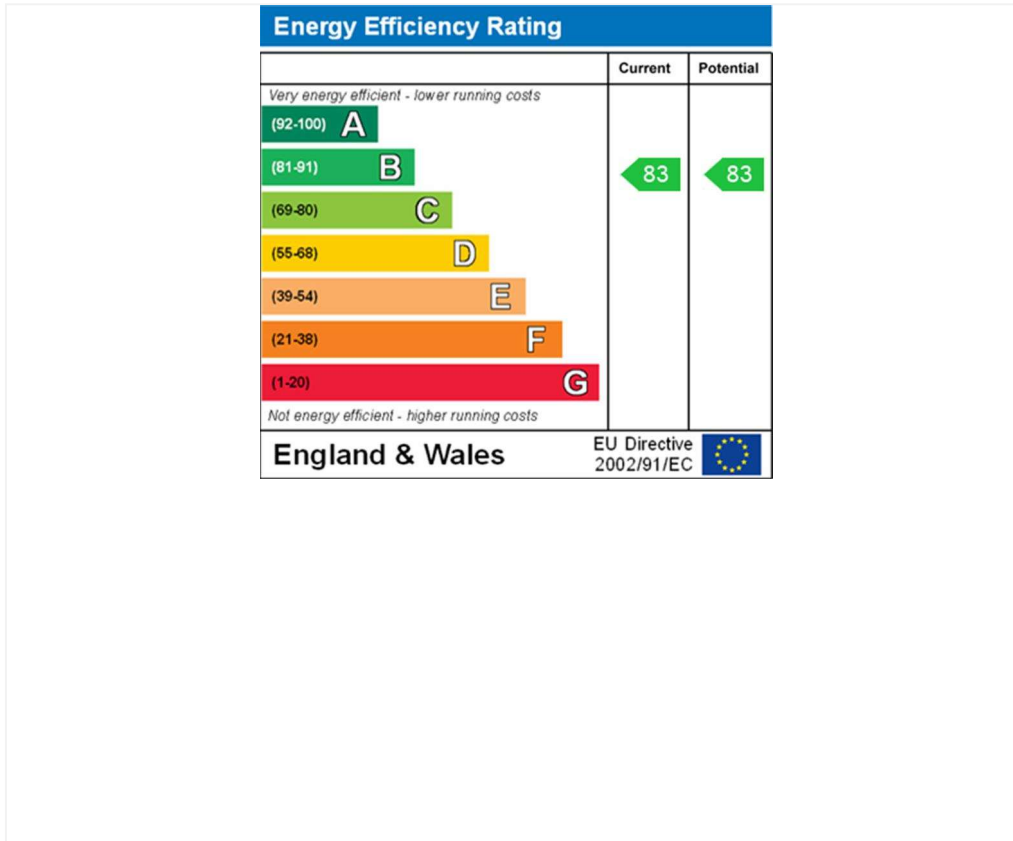 Energy Efficiency Rating
Current Potential
Very energy efficient - lower running costs
(92-100) A
(81-91) B 83 83
(69-80) C
(55-68) D
(39-54) E
(21-38) F
(1-20) G
Not energy efficient - higher running costs
England & Wales EU Directive
2002/91/EC